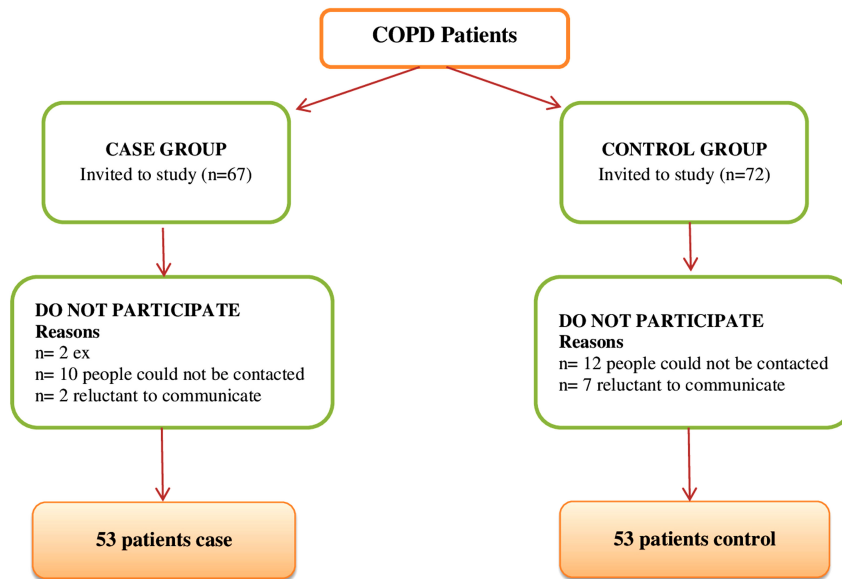 COPD Patients
CASE GROUP
Invited to study (n=67)
CONTROL GROUP
Invited to study (n=72)
DO NOT PARTICIPATE
Reasons
n= 2 ex
n= 10 people could not be contacted
n= 2 reluctant to communicate
DO NOT PARTICIPATE
Reasons
n= 12 people could not be contacted
n= 7 reluctant to communicate
53 patients case
53 patients control